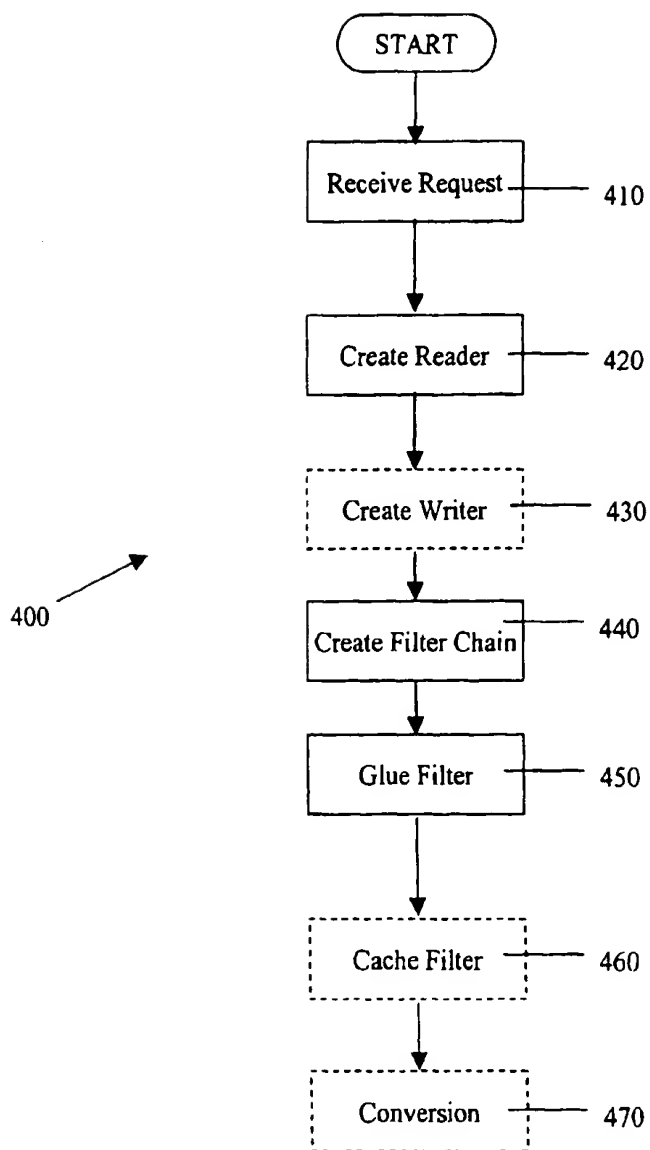 START
Receive Request 410
Create Reader 420
Create Writer 430
400
Create Filter Chain 440
Glue Filter 450
Cache Filter 460
Conversion 470